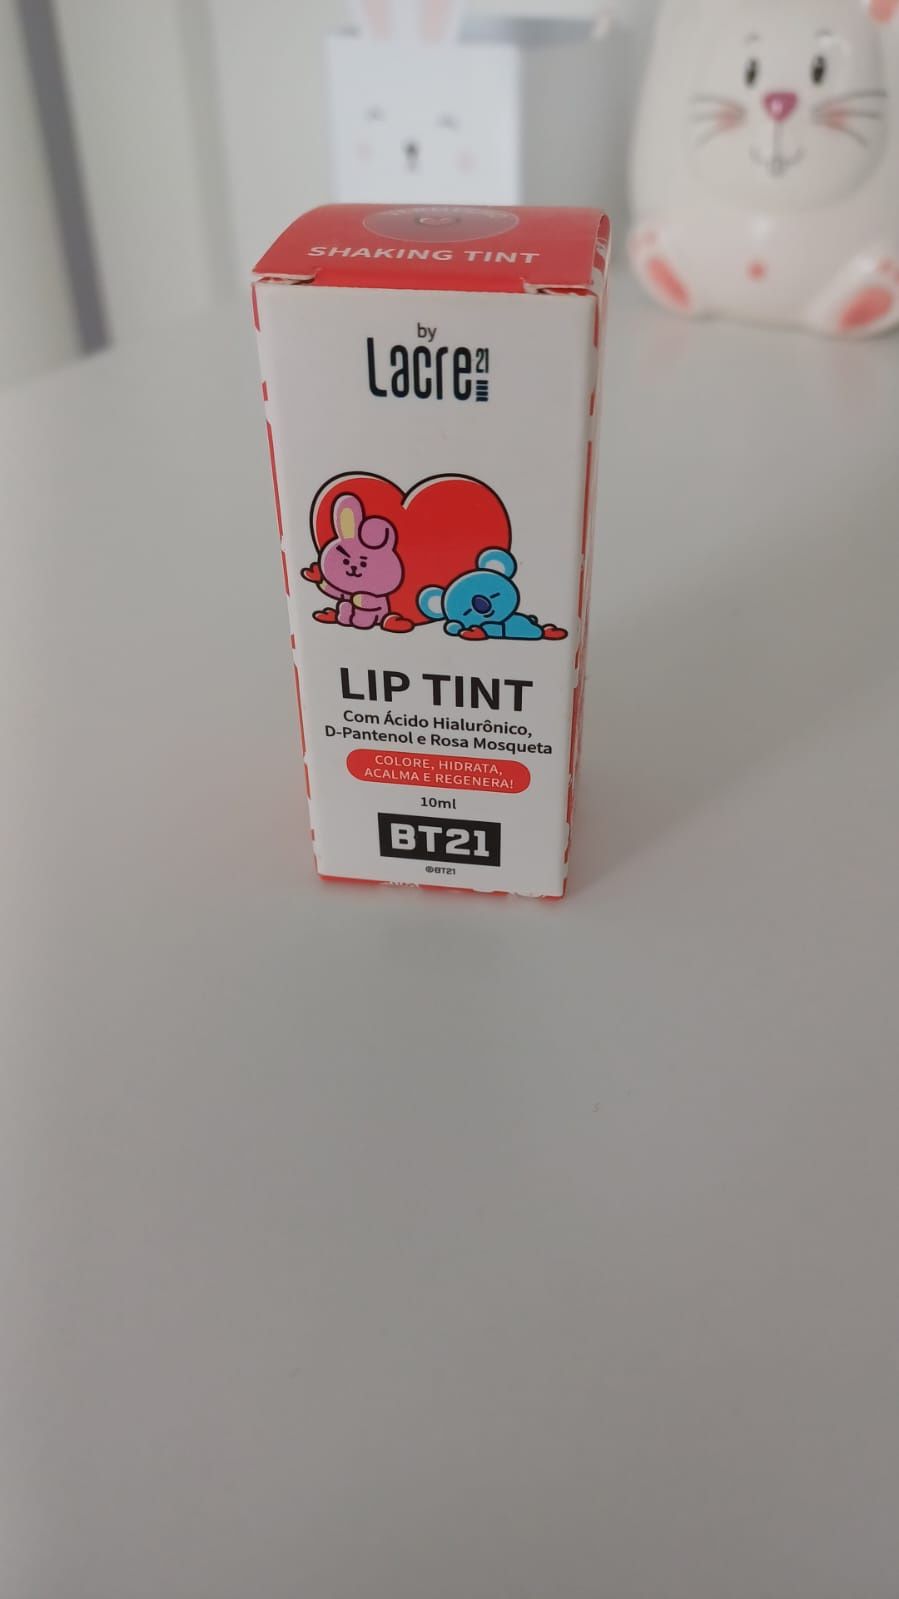 SHAKING TINT
by
Lacre21
LIP TINT
Com Ácido Hialurônico,
D-Pantenol e Rosa Mosqueta
COLORE, HIDRATA,
ACALMA E REGENERA!
10ml
BT21
©BT21